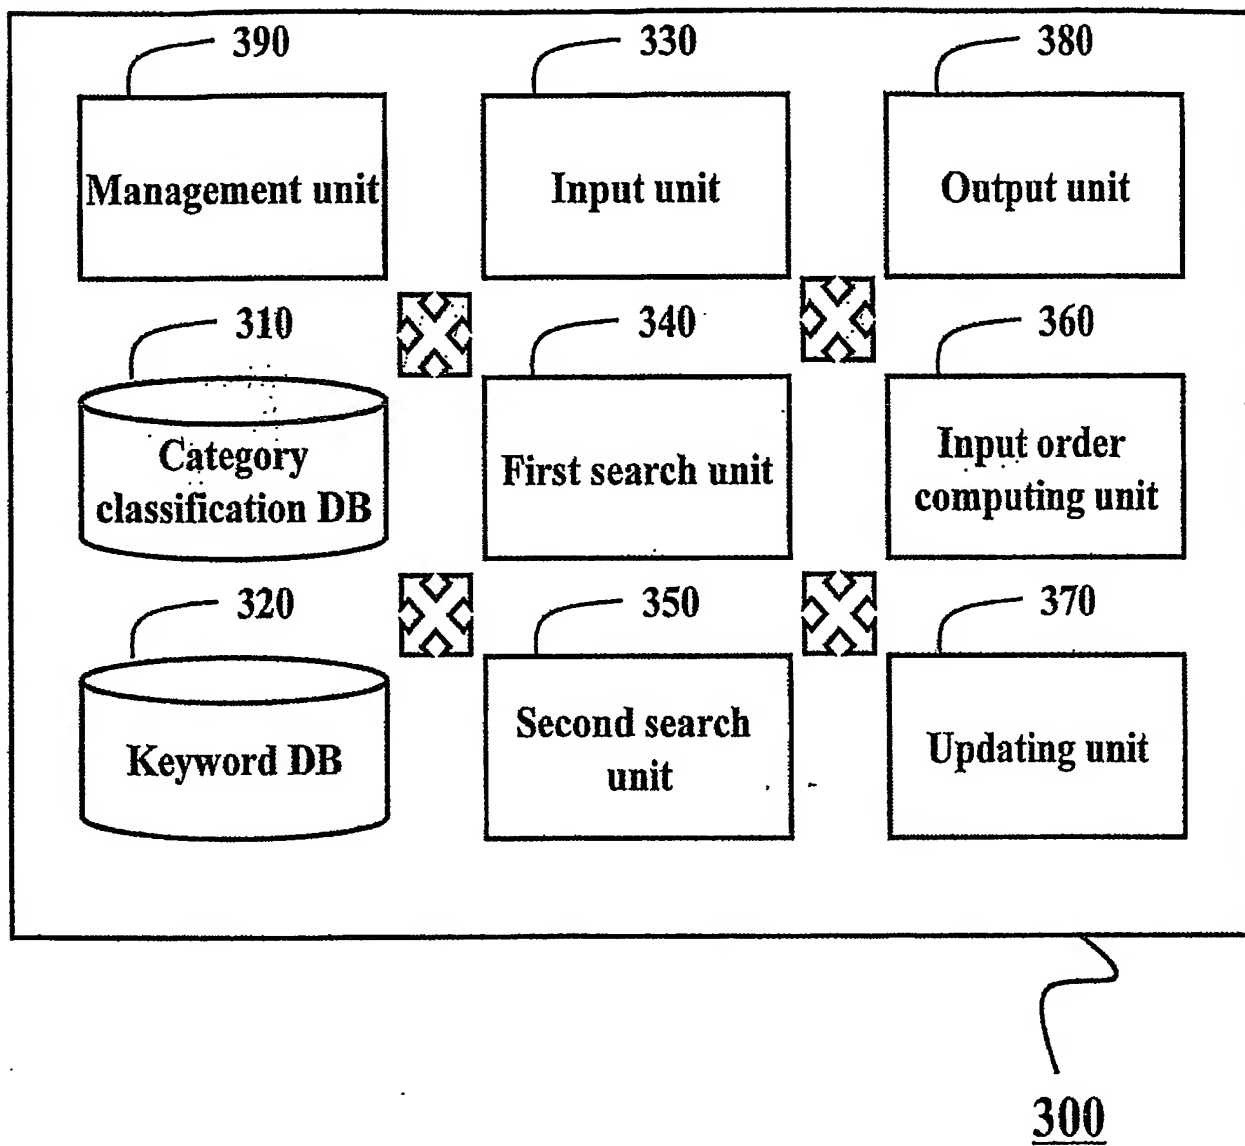 390
330
380
Management unit
Input unit
Output unit
310
340
360
Category
classification DB
First search unit
Input order
computing unit
320
350
370
Keyword DB
Second search
unit
Updating unit
300